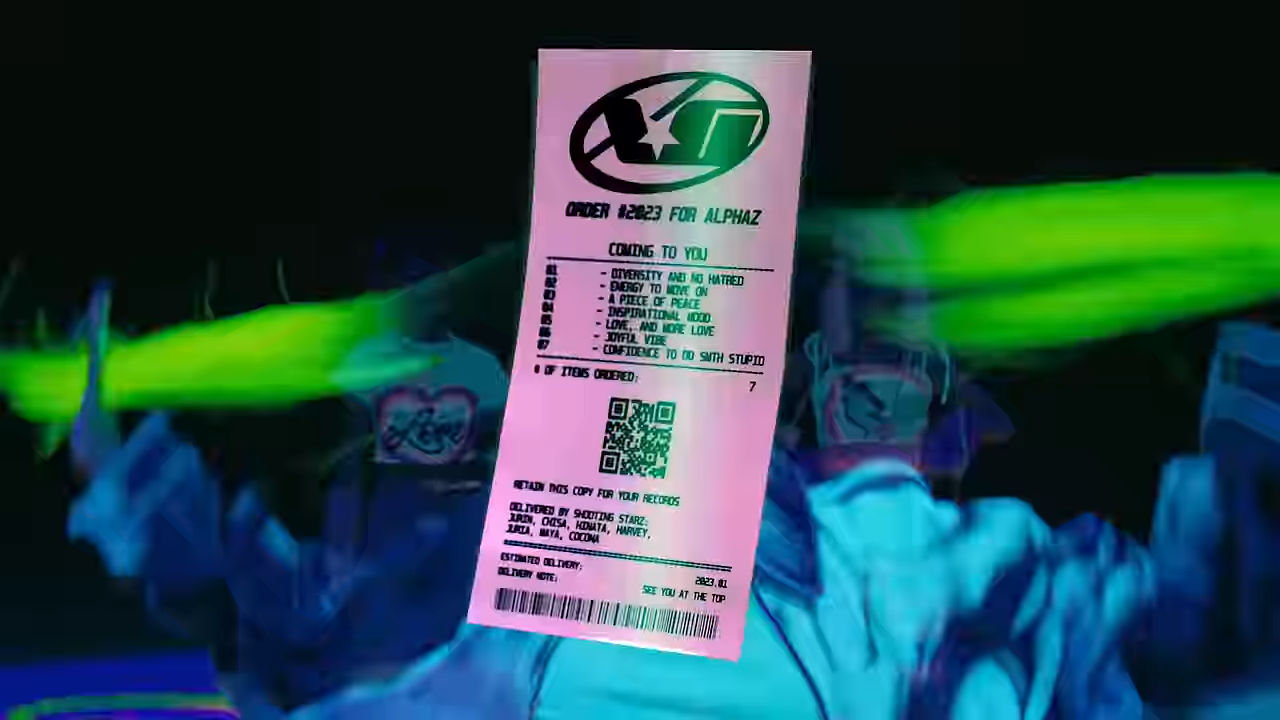 ORDER #2023 FOR ALPHAZ
COMING TO YOU
01 - DIVERSITY AND NO HATRED
02 - ENERGY TO MOVE ON
03 - A PIECE OF PEACE
04 - INSPIRATIONAL MOOD
05 - LOVE, AND MORE LOVE
06 - JOYFUL VIBE
07 - CONFIDENCE TO DO SMTH STUPID
# OF ITEMS ORDERED: 7
RETAIN THIS COPY FOR YOUR RECORDS
DELIVERED BY SHOOTING STARZ:
JURIN, CHISA, HINATA, HARVEY,
JURIA, MAYA, COCONA
ESTIMATED DELIVERY: 2023.01
DELIVERY NOTE: SEE YOU AT THE TOP